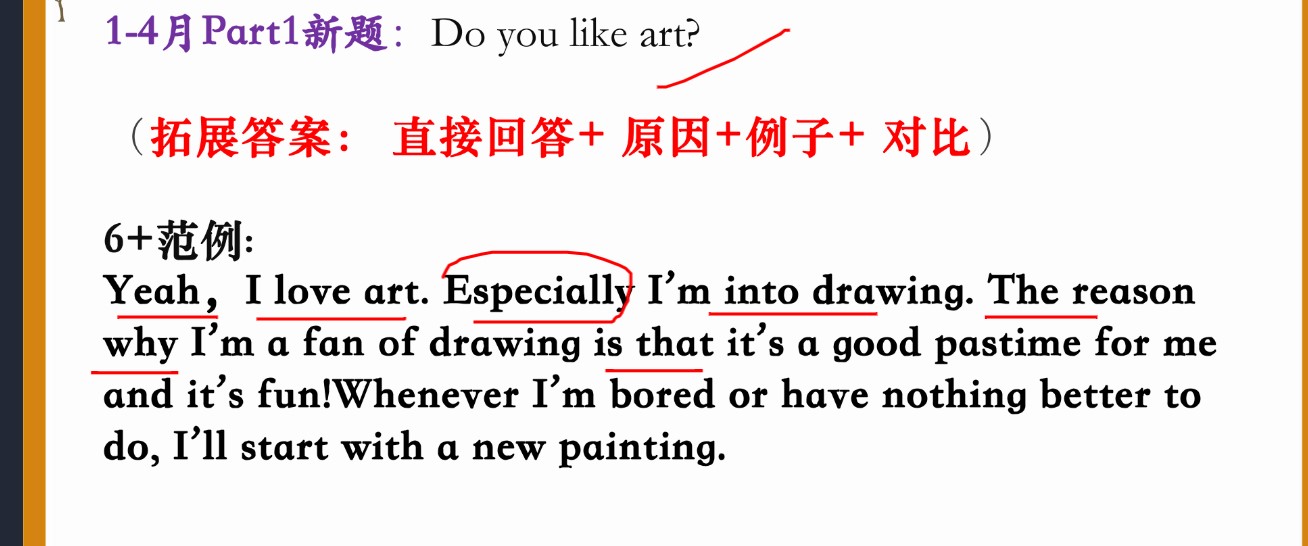 1-4月Part1新题： Do you like art?
（拓展答案： 直接回答+ 原因+例子+ 对比）
6+范例:
Yeah， I love art. Especially I’m into drawing. The reason
why I’m a fan of drawing is that it’s a good pastime for me
and it’s fun!Whenever I’m bored or have nothing better to
do, I’ll start with a new painting.